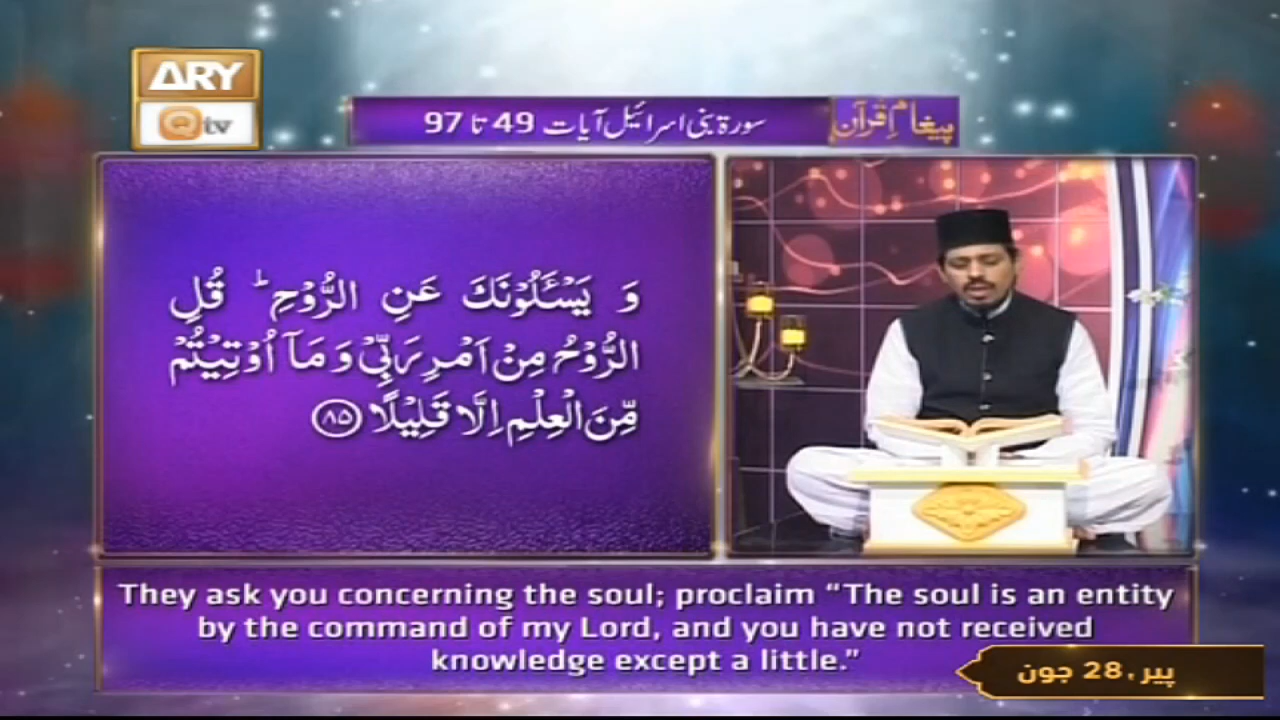 ARY
Qtv
پیغامِ قرآن
سورۃ بنی اسرائیل آیات 49 تا 97
وَ یَسْـَٔلُوْنَكَ عَنِ الرُّوْحِؕ قُلِ
الرُّوْحُ مِنْ اَمْرِ رَبِّیْ وَ مَاۤ اُوْتِیْتُمْ
مِّنَ الْعِلْمِ اِلَّا قَلِیْلًا ﴿۸۵﴾
They ask you concerning the soul; proclaim “The soul is an entity
by the command of my Lord, and you have not received
knowledge except a little.”
پیر، 28 جون